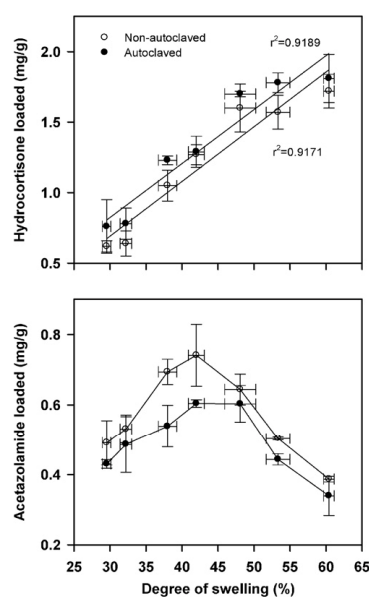 Hydrocortisone loaded (mg/g)
2.0
1.5
1.0
0.5
Non-autoclaved
Autoclaved
r²=0.9189
r²=0.9171
Acetazolamide loaded (mg/g)
0.8
0.6
0.4
0.2
25 30 35 40 45 50 55 60 65
Degree of swelling (%)